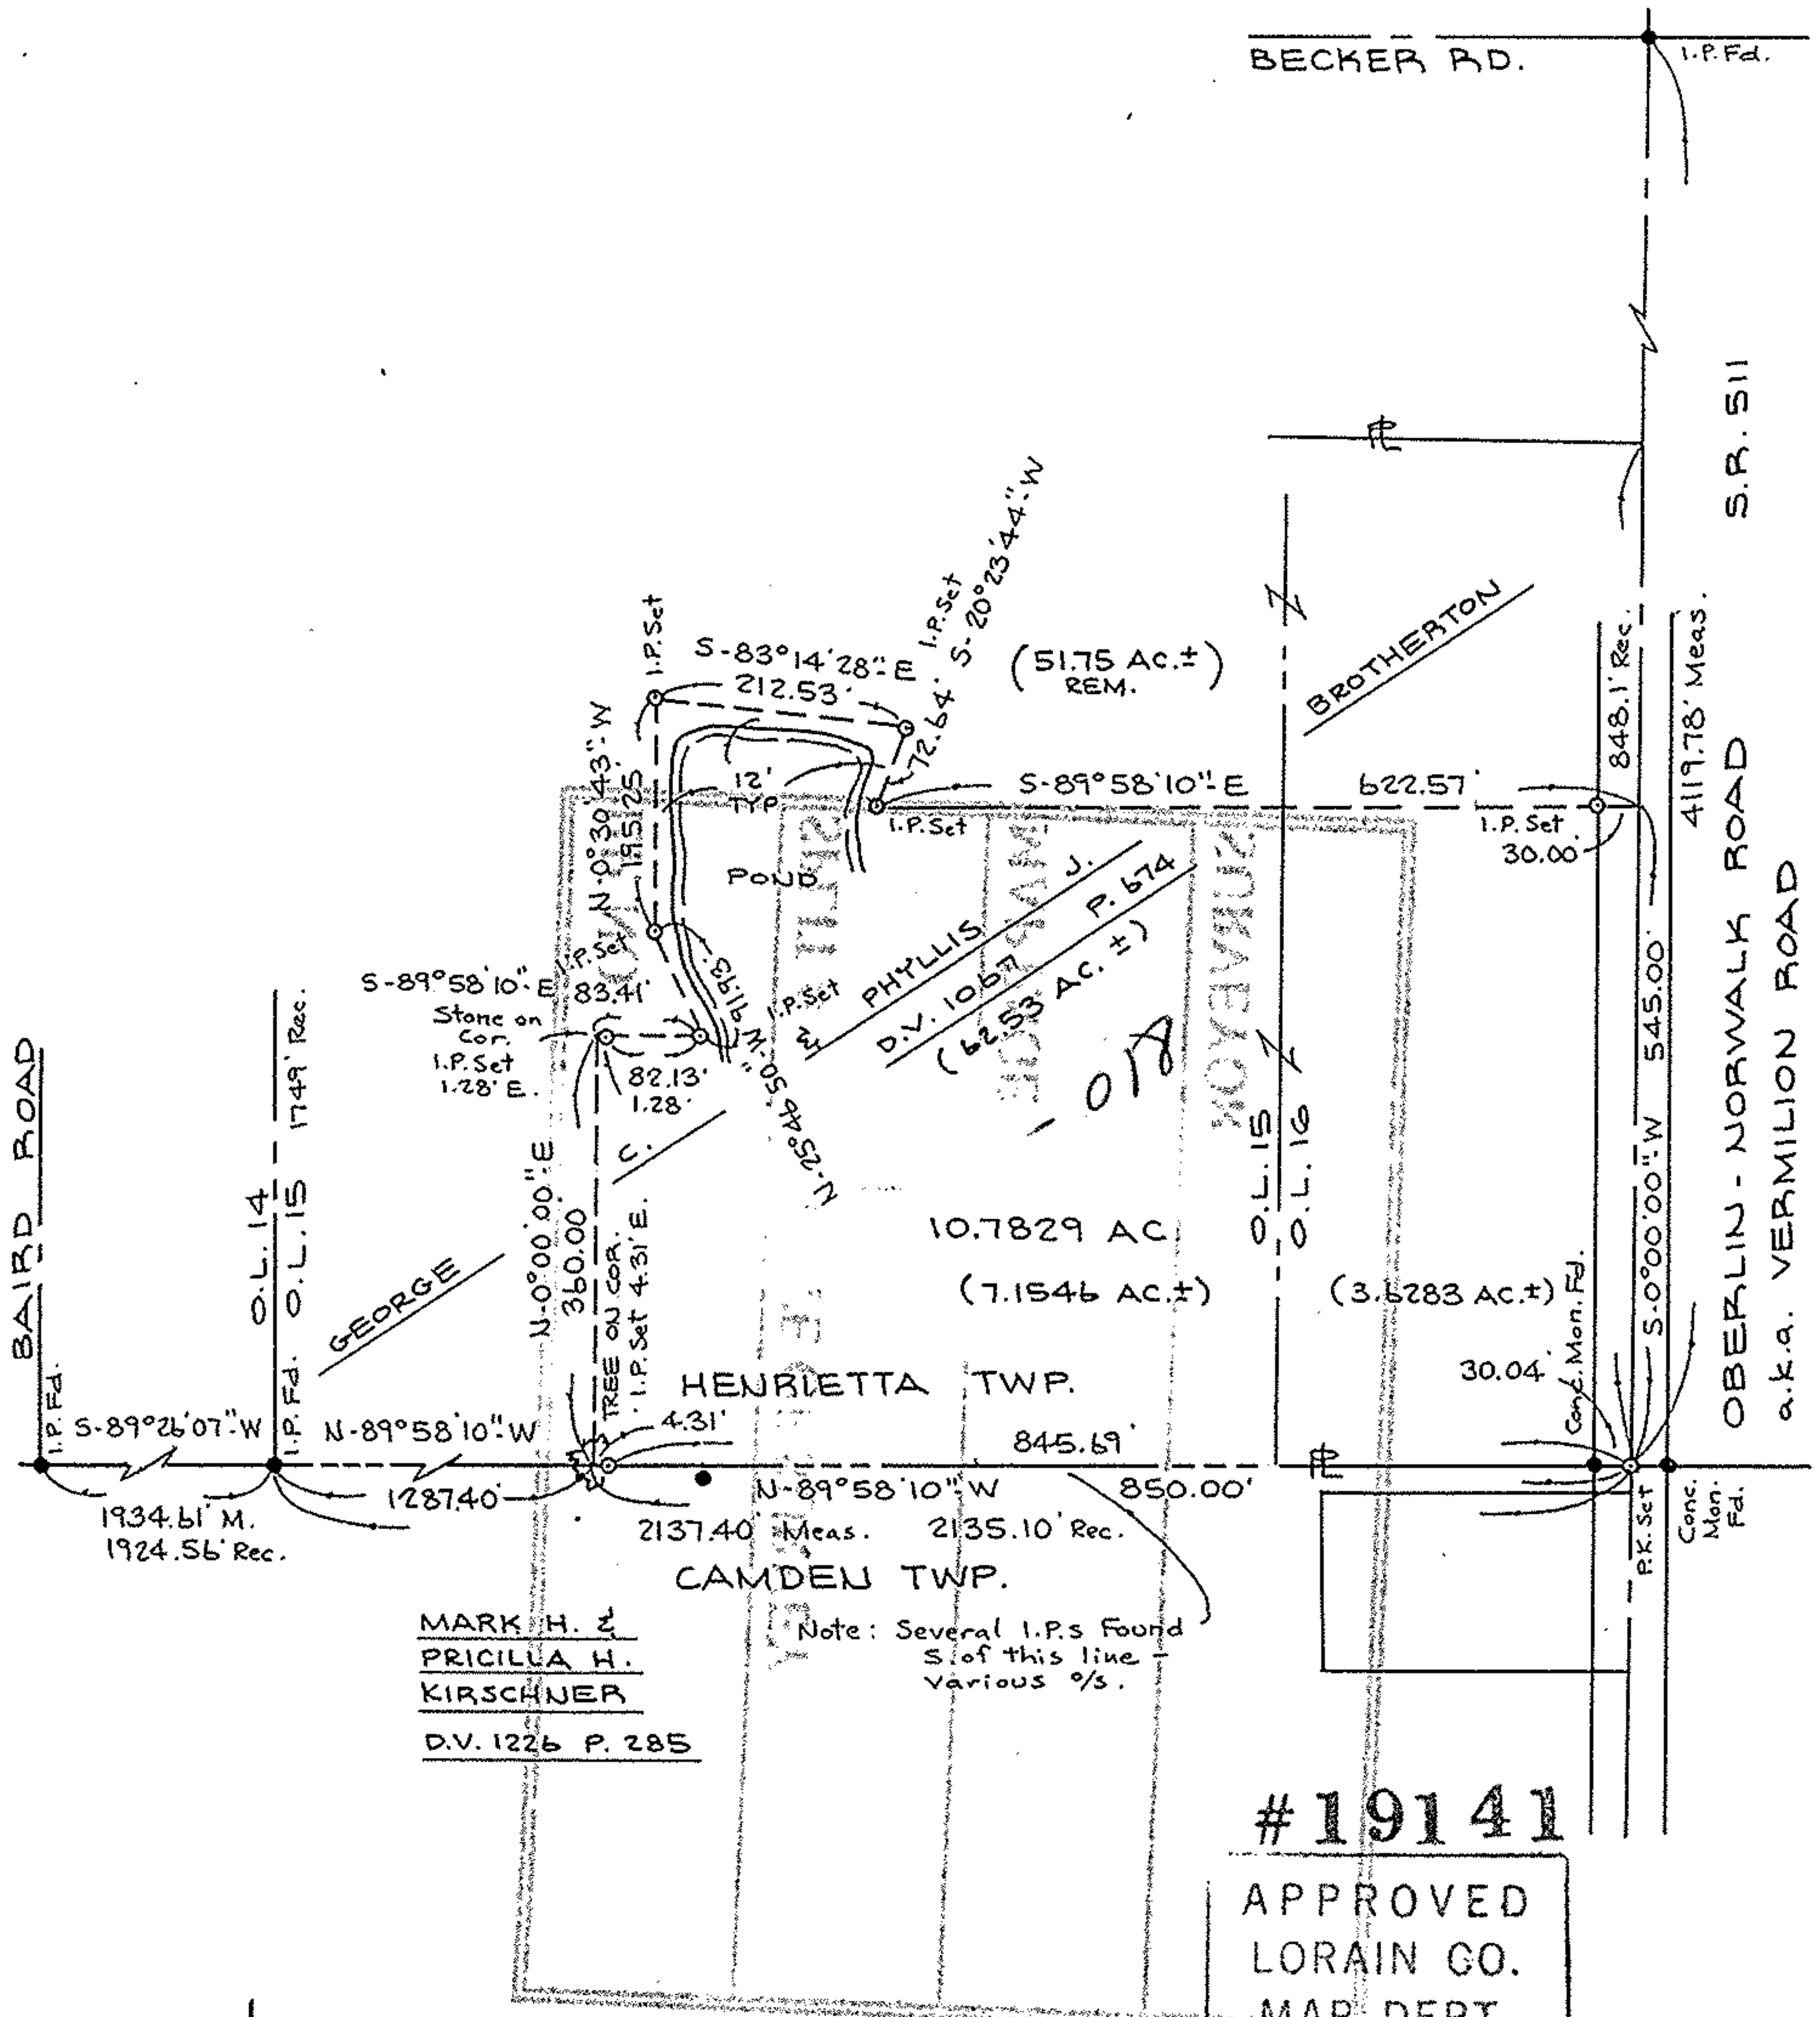 BECKER RD.
I.P. Fd.
S.R. 511
℄
BROTHERTON
848.1' Rec.
4119.78' Meas.
OBERLIN - NORWALK ROAD
a.k.a. VERMILION ROAD
I.P. Set
S-83°14'28"-E
212.53'
I.P. Set
S-20°23'44"-W
72.64'
(51.75 AC.±)
REM.
N-0°30'43"-W
195.25'
12'
TYP.
POND
I.P. Set
S-89°58'10"-E 622.57'
I.P. Set
30.00
S-0°00'00"-W 545.00'
I.P. Set
S-89°58'10"-E 83.41'
Stone on
Cor.
I.P. Set
1.28' E.
82.13'
1.28'
N-25°46'50"-W 91.93'
I.P. Set
GEORGE C. & PHYLLIS J.
D.V. 1067 P. 674
(62.53 AC. ±)
- 018
SPLIT
MAP
SURVEYOR
BAIRD ROAD
I.P. Fd.
O.L. 14
O.L. 15 1749' Rec.
I.P. Fd.
N-0°00'00"-E
360.00
TREE ON COR.
I.P. Set 4.31' E.
O.L. 15
O.L. 16
10.7829 AC
(7.1546 AC.±)
(3.6283 AC.±)
HENRIETTA TWP.
4.31'
845.69'
30.04'
Conc. Mon. Fd.
S-89°26'07"-W
N-89°58'10"-W
1934.61' M.
1924.56' Rec.
1287.40'
N-89°58'10"-W 850.00'
℄
2137.40' Meas. 2135.10' Rec.
P.K. Set
Conc.
Mon.
Fd.
CAMDEN TWP.
Note: Several I.P.s Found
S. of this line -
various o/s.
MARK H. &
PRICILLA H.
KIRSCHNER
D.V. 1226 P. 285
#19141
APPROVED
LORAIN CO.
MAP DEPT.